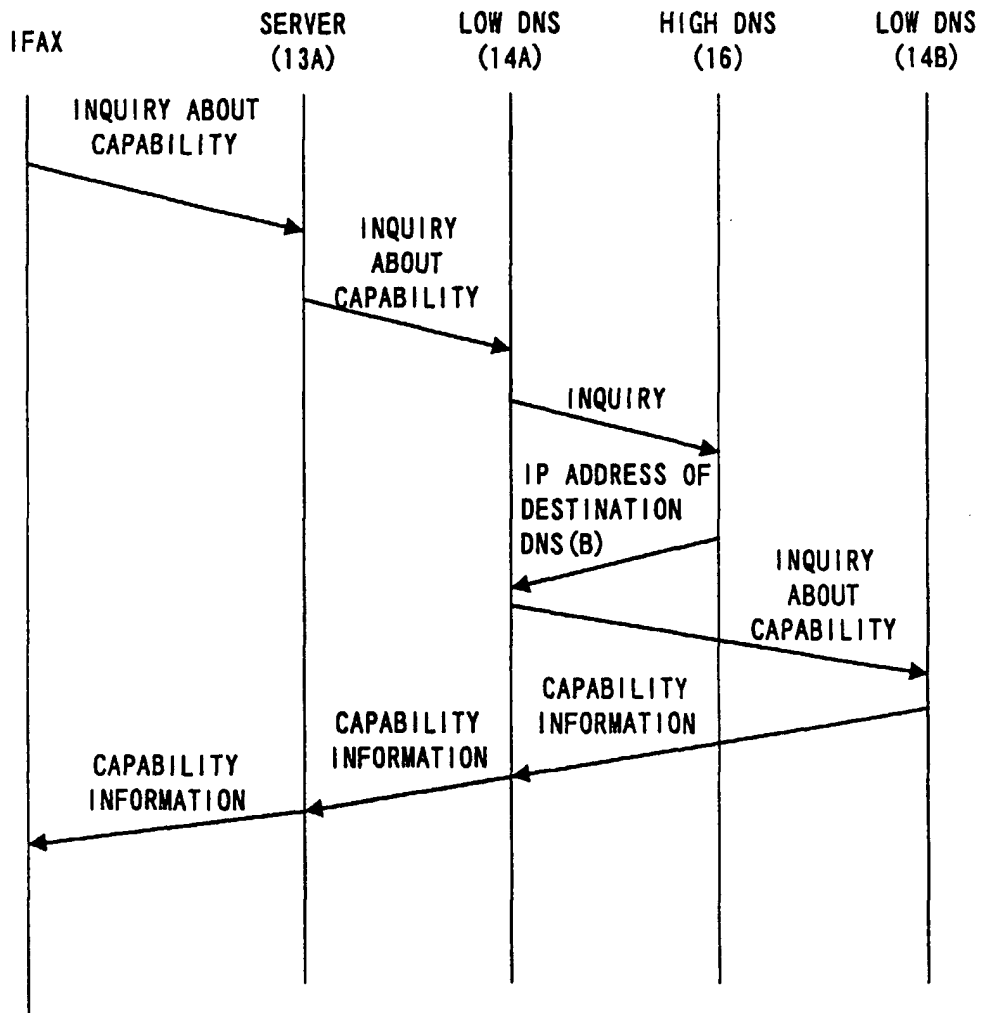 IFAX
SERVER
(13A)
LOW DNS
(14A)
HIGH DNS
(16)
LOW DNS
(14B)
INQUIRY ABOUT
CAPABILITY
INQUIRY
ABOUT
CAPABILITY
INQUIRY
IP ADDRESS OF
DESTINATION
DNS(B)
INQUIRY
ABOUT
CAPABILITY
CAPABILITY
INFORMATION
CAPABILITY
INFORMATION
CAPABILITY
INFORMATION